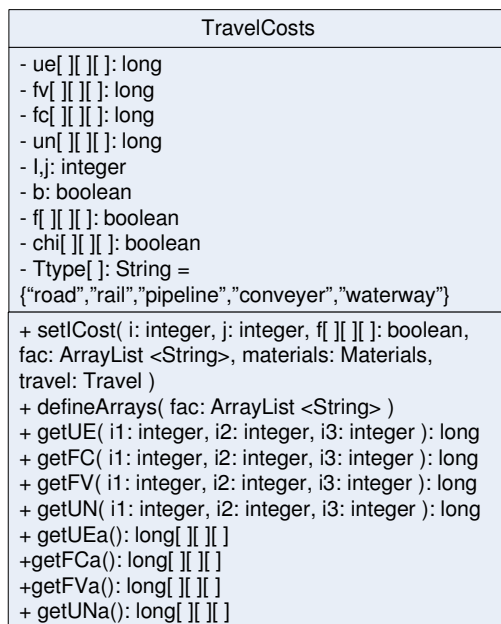 TravelCosts
- ue[ ][ ][ ]: long
- fv[ ][ ][ ]: long
- fc[ ][ ][ ]: long
- un[ ][ ][ ]: long
- I,j: integer
- b: boolean
- f[ ][ ][ ]: boolean
- chi[ ][ ][ ]: boolean
- Ttype[ ]: String =
{“road”,”rail”,”pipeline”,”conveyer”,”waterway”}
+ setICost( i: integer, j: integer, f[ ][ ][ ]: boolean,
fac: ArrayList <String>, materials: Materials,
travel: Travel )
+ defineArrays( fac: ArrayList <String> )
+ getUE( i1: integer, i2: integer, i3: integer ): long
+ getFC( i1: integer, i2: integer, i3: integer ): long
+ getFV( i1: integer, i2: integer, i3: integer ): long
+ getUN( i1: integer, i2: integer, i3: integer ): long
+ getUEa(): long[ ][ ][ ]
+getFCa(): long[ ][ ][ ]
+getFVa(): long[ ][ ][ ]
+ getUNa(): long[ ][ ][ ]